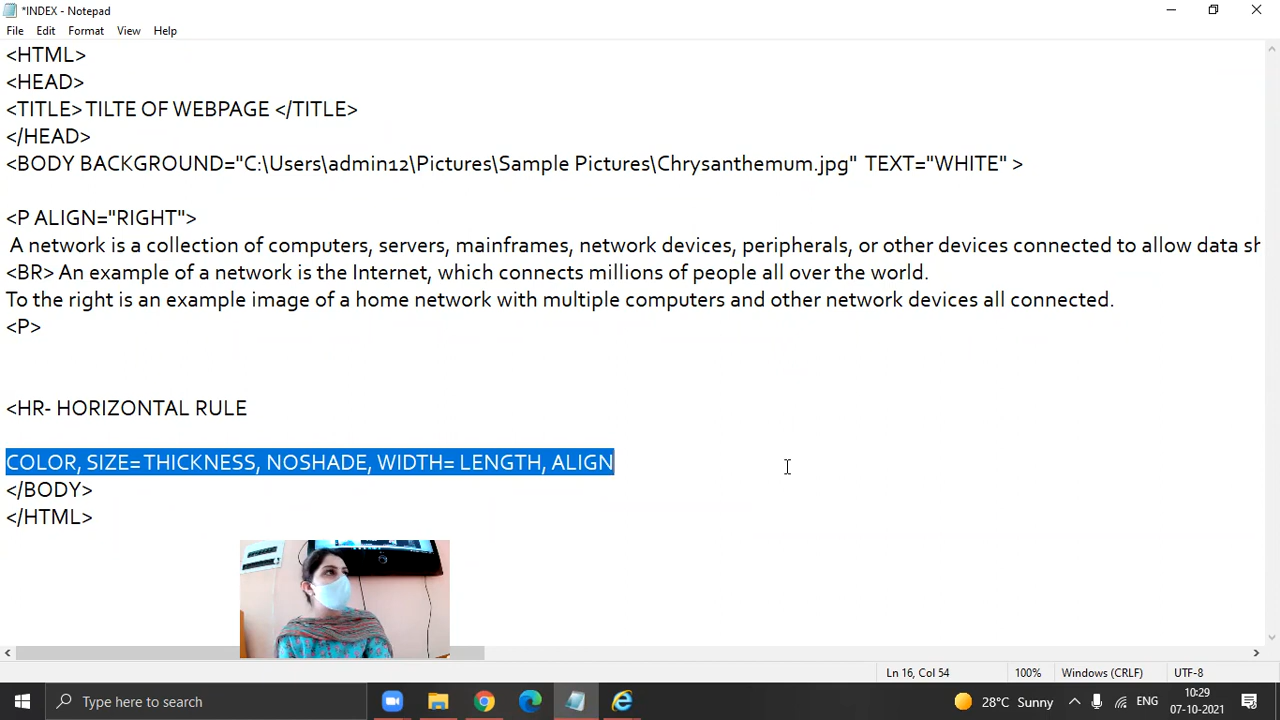 *INDEX - Notepad
File Edit Format View Help
<HTML>
<HEAD>
<TITLE> TILTE OF WEBPAGE </TITLE>
</HEAD>
<BODY BACKGROUND="C:\Users\admin12\Pictures\Sample Pictures\Chrysanthemum.jpg" TEXT="WHITE" >
<P ALIGN="RIGHT">
A network is a collection of computers, servers, mainframes, network devices, peripherals, or other devices connected to allow data sh
<BR> An example of a network is the Internet, which connects millions of people all over the world.
To the right is an example image of a home network with multiple computers and other network devices all connected.
<P>
<HR- HORIZONTAL RULE
COLOR, SIZE= THICKNESS, NOSHADE, WIDTH= LENGTH, ALIGN
</BODY>
</HTML>
Ln 16, Col 54 100% Windows (CRLF) UTF-8
Type here to search 28°C Sunny ENG 10:29
07-10-2021